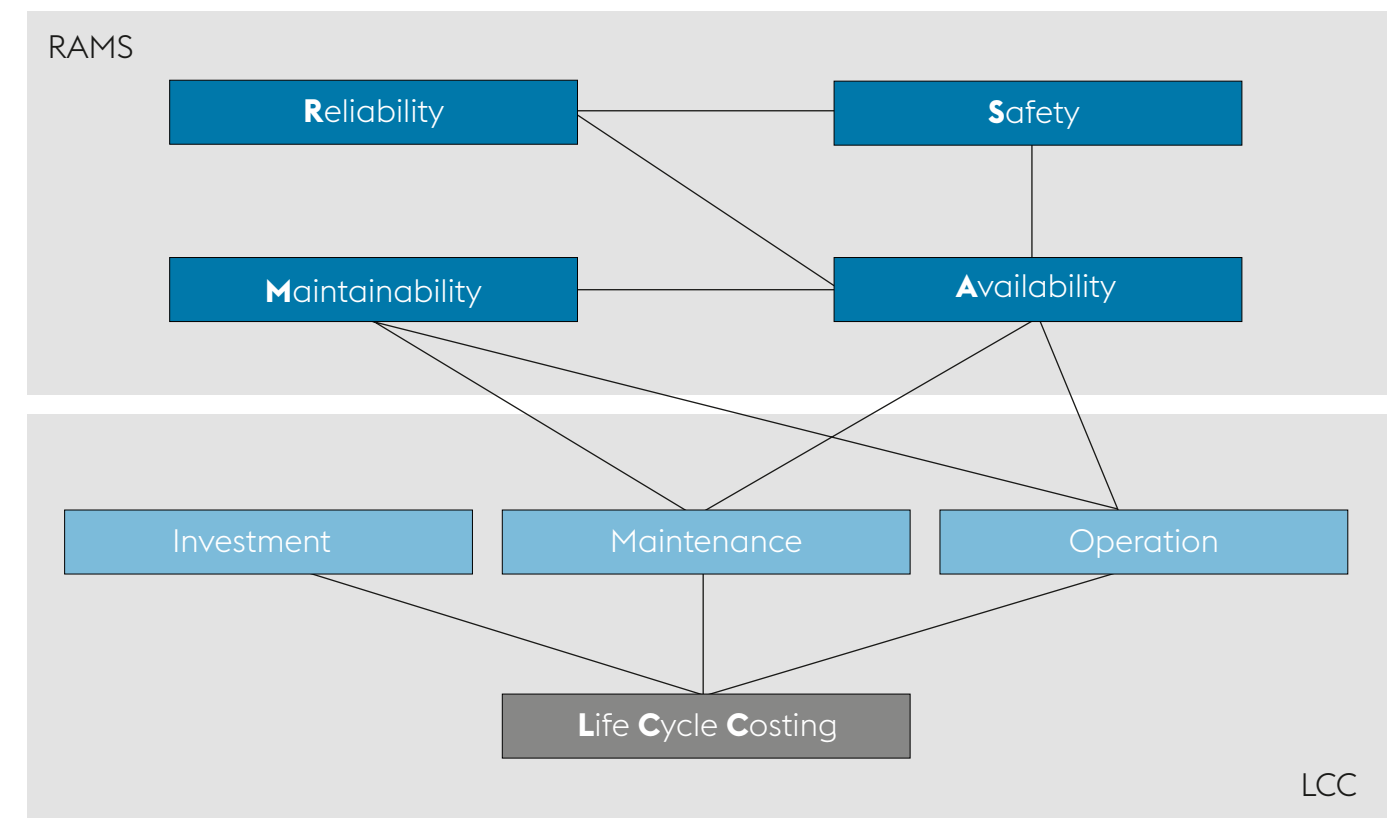 RAMS
Reliability
Safety
Maintainability
Availability
Investment
Maintenance
Operation
Life Cycle Costing
LCC